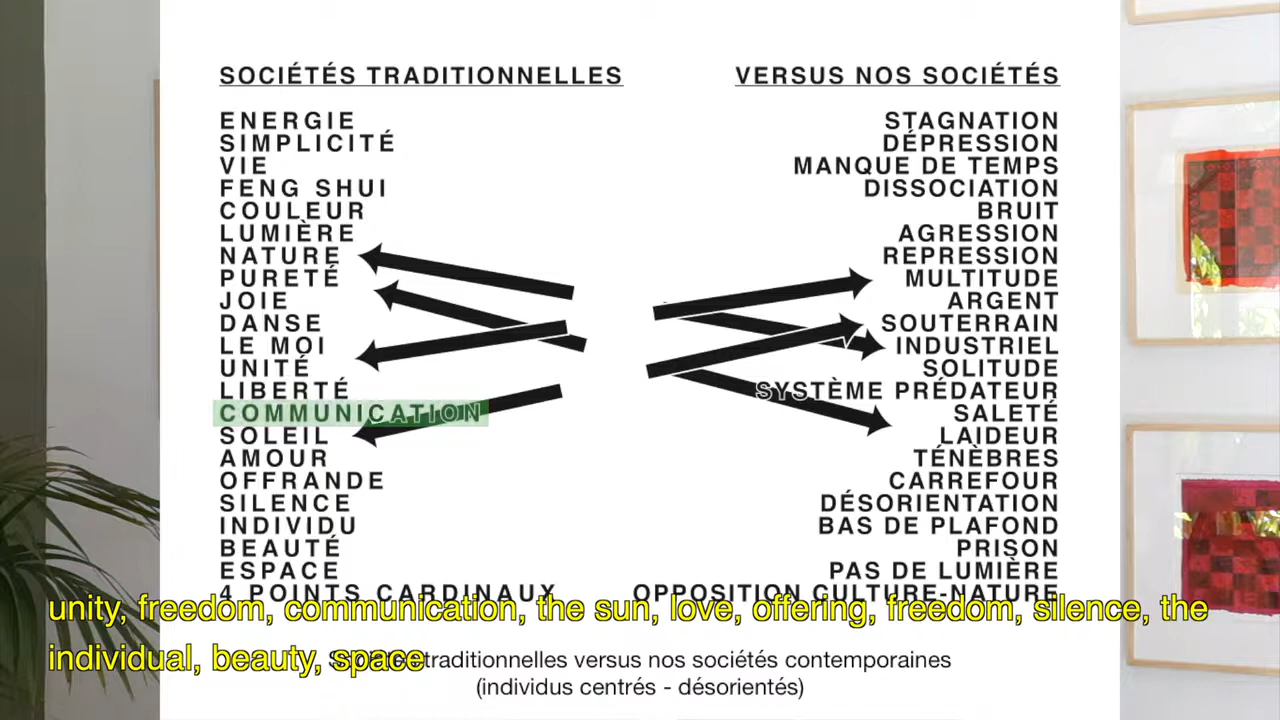 SOCIÉTÉS TRADITIONNELLES
ENERGIE
SIMPLICITÉ
VIE
FENG SHUI
COULEUR
LUMIÈRE
NATURE
PURETÉ
JOIE
DANSE
LE MOI
UNITÉ
LIBERTÉ
COMMUNICATION
SOLEIL
AMOUR
OFFRANDE
SILENCE
INDIVIDU
BEAUTÉ
ESPACE
4 POINTS CARDINAUX
VERSUS NOS SOCIÉTÉS
STAGNATION
DÉPRESSION
MANQUE DE TEMPS
DISSOCIATION
BRUIT
AGRESSION
REPRESSION
MULTITUDE
ARGENT
SOUTERRAIN
INDUSTRIEL
SOLITUDE
SYSTÈME PRÉDATEUR
SALETÉ
LAIDEUR
TÉNÈBRES
CARREFOUR
DÉSORIENTATION
BAS DE PLAFOND
PRISON
PAS DE LUMIÈRE
OPPOSITION CULTURE-NATURE
unity, freedom, communication, the sun, love, offering, freedom, silence, the
individual, beauty, space
traditionnelles versus nos sociétés contemporaines
(individus centrés - désorientés)